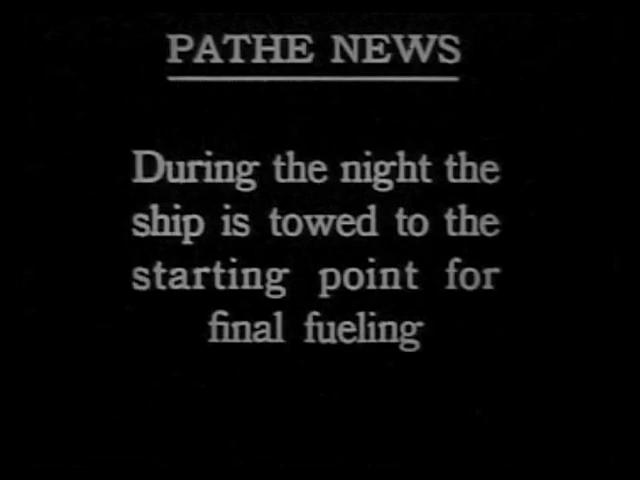 PATHE NEWS
During the night the
ship is towed to the
starting point for
final fueling